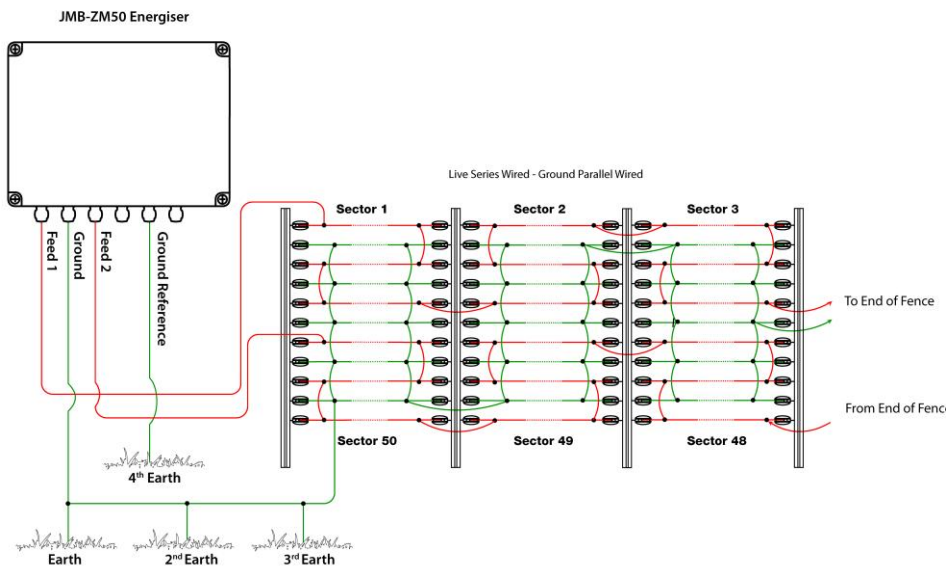 JMB-ZM50 Energiser
Feed 1
Ground
Feed 2
Ground Reference
Live Series Wired - Ground Parallel Wired
Sector 1
Sector 2
Sector 3
To End of Fence
From End of Fence
Sector 50
Sector 49
Sector 48
4th Earth
Earth
2nd Earth
3rd Earth